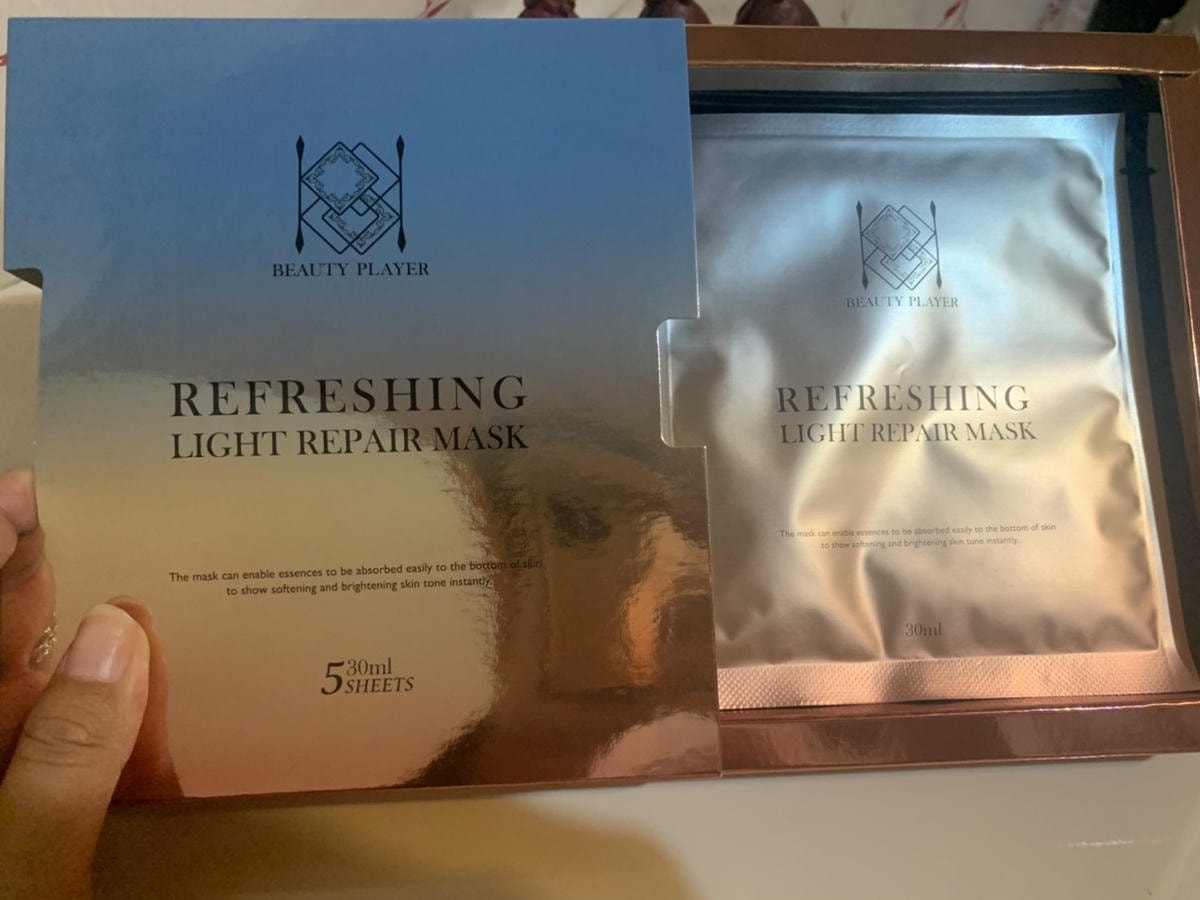 BEAUTY PLAYER
REFRESHING
LIGHT REPAIR MASK
The mask can enable essences to be absorbed easily to the bottom of skin
to show softening and brightening skin tone instantly.
5 30ml
SHEETS
BEAUTY PLAYER
REFRESHING
LIGHT REPAIR MASK
The mask can enable essences to be absorbed easily to the bottom of skin
to show softening and brightening skin tone instantly.
30ml